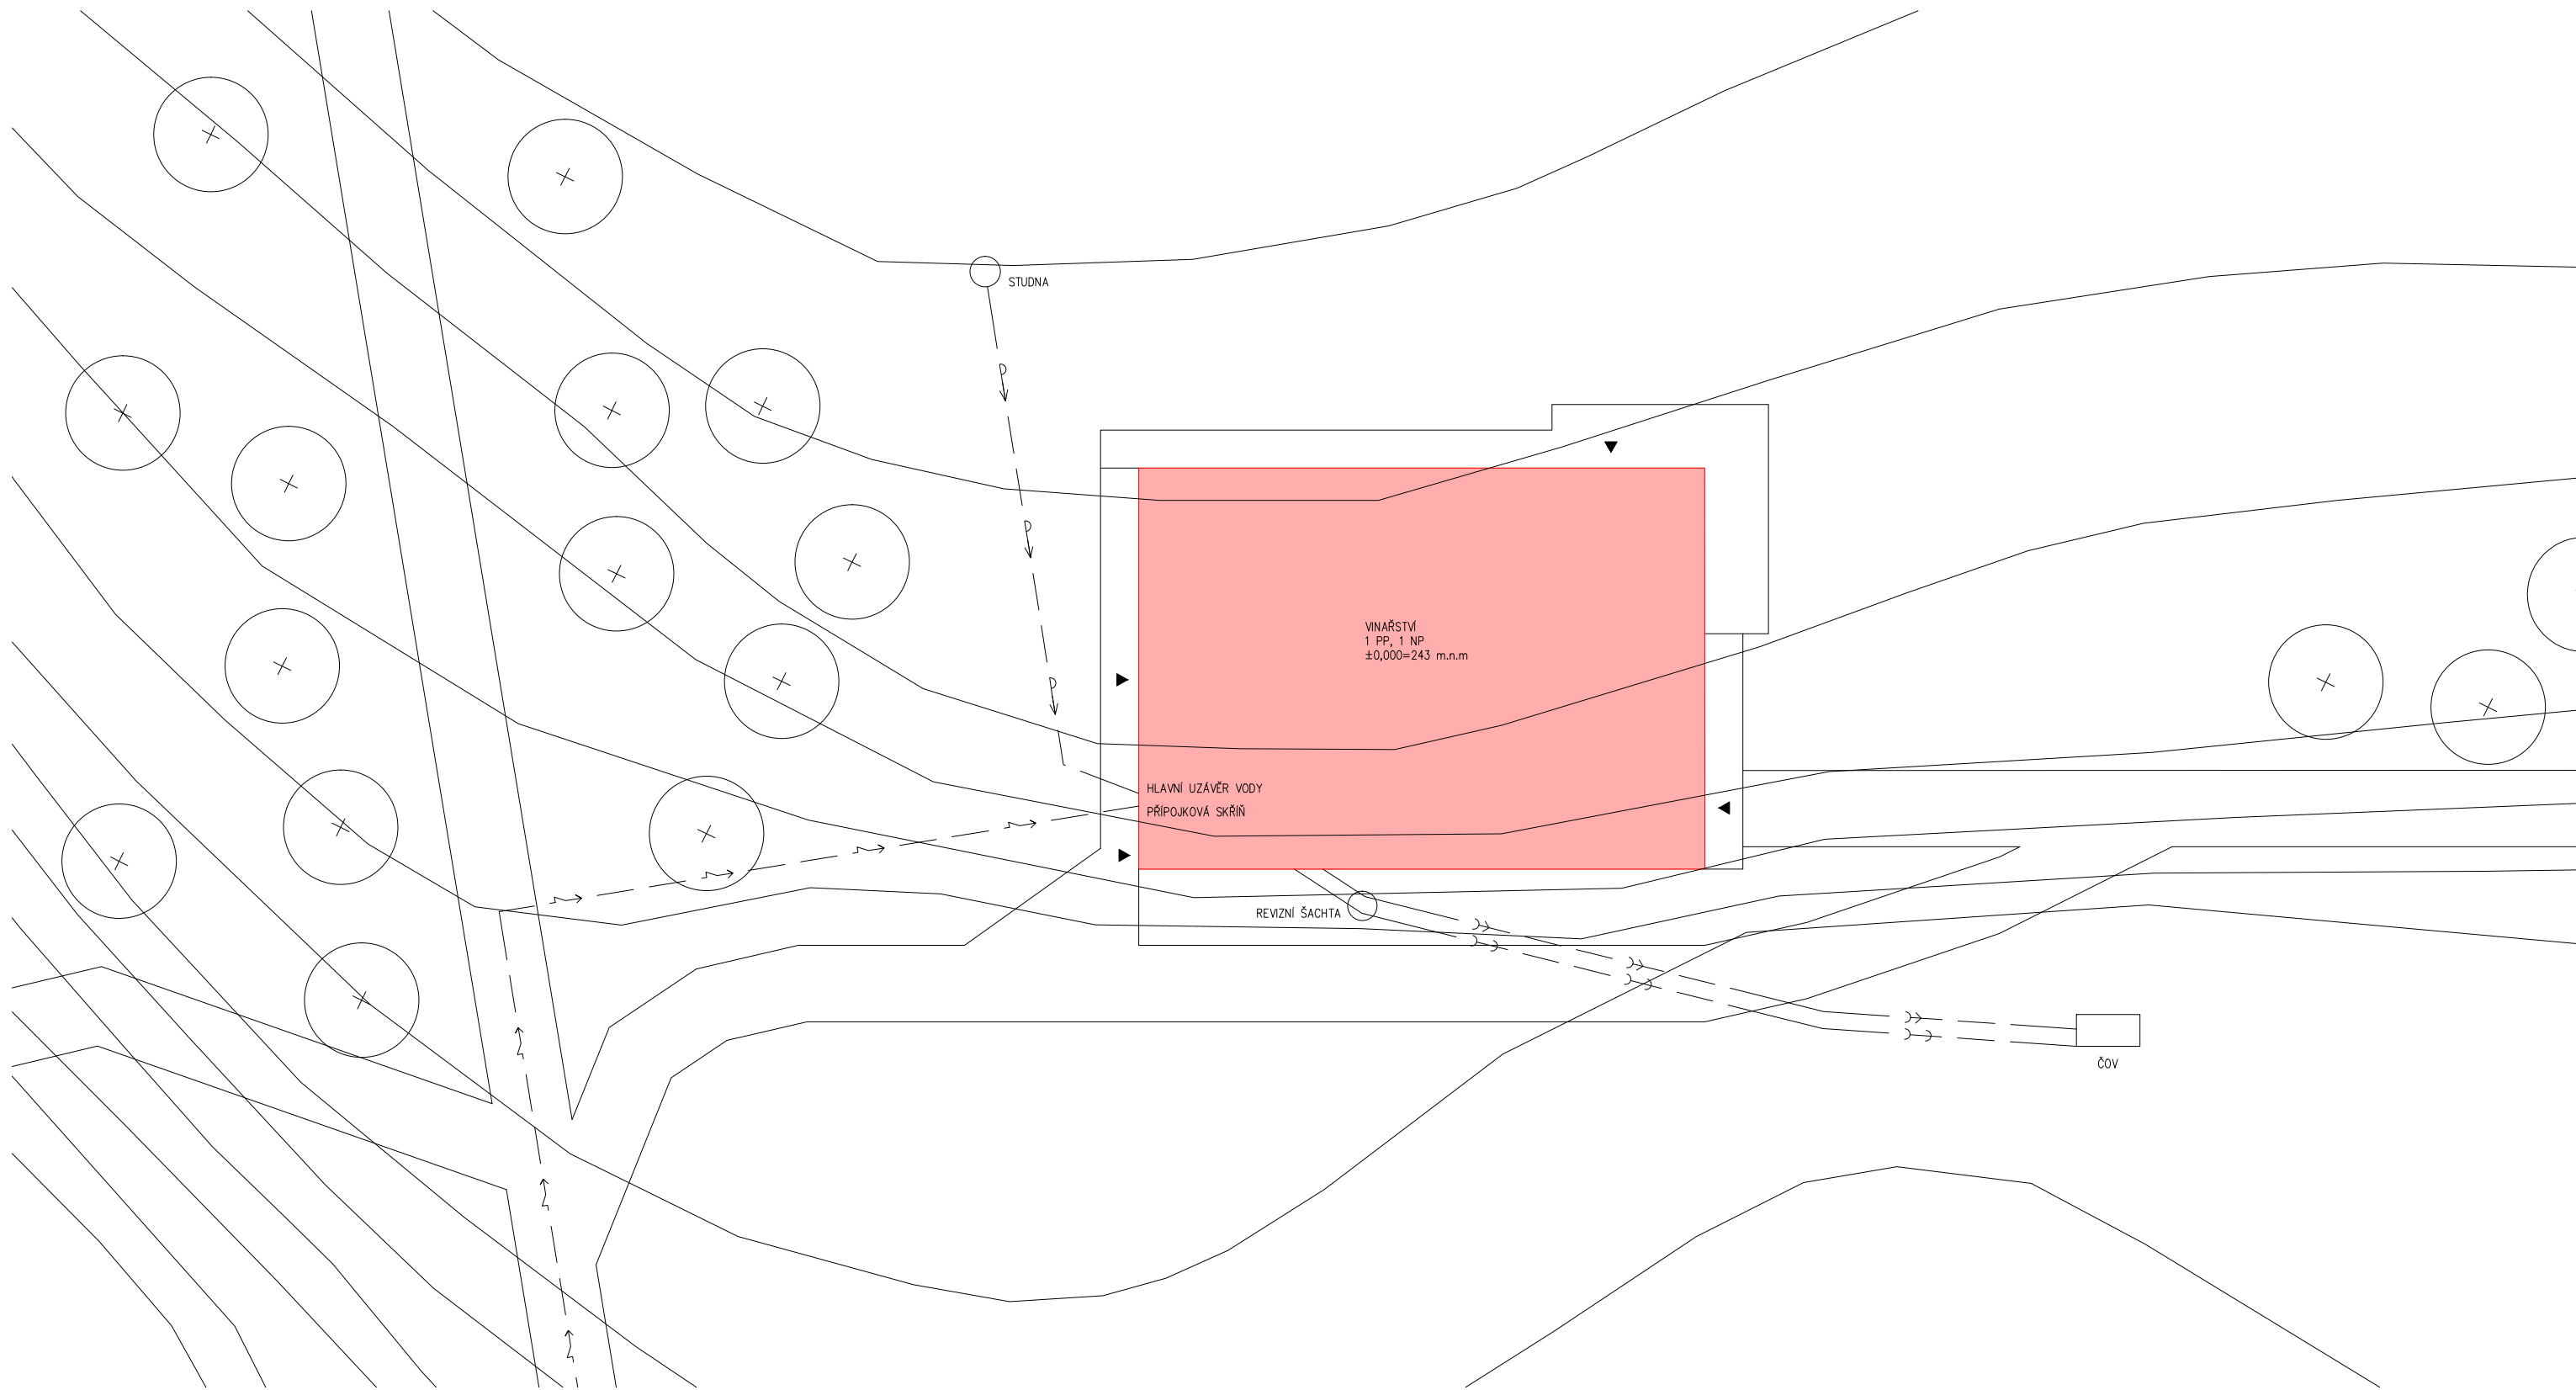 STUDNA
VINAŘSTVÍ
1 PP, 1 NP
±0,000=243 m.n.m
HLAVNÍ UZÁVĚR VODY
PŘÍPOJKOVÁ SKŘÍŇ
REVIZNÍ ŠACHTA
ČOV